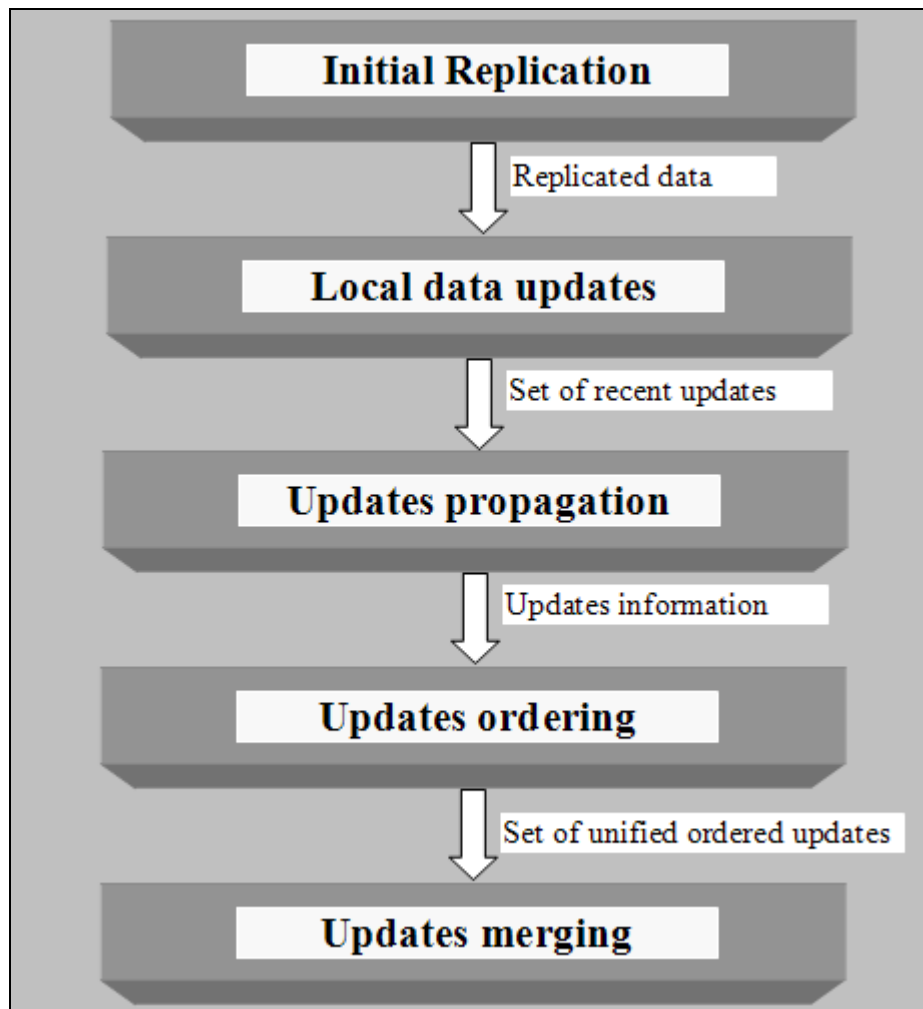 Initial Replication
Replicated data
Local data updates
Set of recent updates
Updates propagation
Updates information
Updates ordering
Set of unified ordered updates
Updates merging